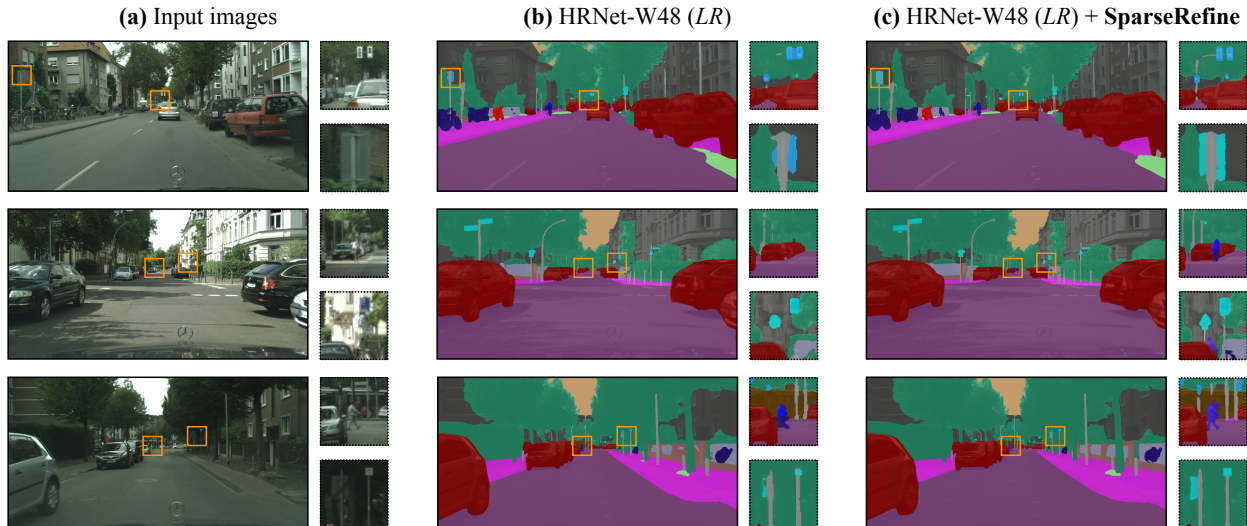 (a) Input images
(b) HRNet-W48 (LR)
(c) HRNet-W48 (LR) + SparseRefine